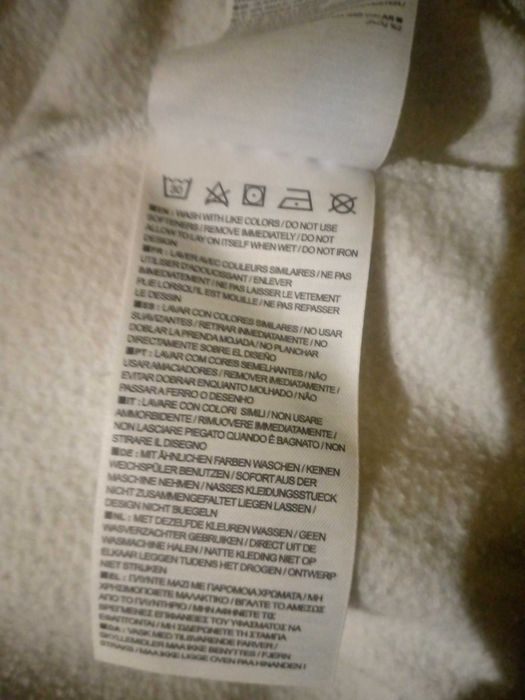 30
■EN : WASH WITH LIKE COLORS / DO NOT USE
SOFTENERS / REMOVE IMMEDIATELY / DO NOT
ALLOW TO LAY ON ITSELF WHEN WET / DO NOT IRON
DESIGN
■FR : LAVER AVEC COULEURS SIMILAIRES / NE PAS
UTILISER D'ADOUCISSANT / ENLEVER
IMMEDIATEMENT / NE PAS LAISSER LE VETEMENT
PLIE LORSQU'IL EST MOUILLE / NE PAS REPASSER
LE DESSIN
■ES : LAVAR CON COLORES SIMILARES / NO USAR
SUAVIZANTES / RETIRAR INMEDIATAMENTE / NO
DOBLAR LA PRENDA MOJADA / NO PLANCHAR
DIRECTAMENTE SOBRE EL DISEÑO
■PT : LAVAR COM CORES SEMELHANTES / NÃO
USAR AMACIADORES / REMOVER IMEDIATAMENTE /
EVITAR DOBRAR ENQUANTO MOLHADO / NÃO
PASSAR A FERRO O DESENHO
■IT : LAVARE CON COLORI SIMILI / NON USARE
AMMORBIDENTE / RIMUOVERE IMMEDIATAMENTE /
NON LASCIARE PIEGATO QUANDO È BAGNATO / NON
STIRARE IL DISEGNO
■DE : MIT ÄHNLICHEN FARBEN WASCHEN / KEINEN
WEICHSPÜLER BENUTZEN / SOFORT AUS DER
MASCHINE NEHMEN / NASSES KLEIDUNGSSTUECK
NICHT ZUSAMMENGEFALTET LIEGEN LASSEN /
DESIGN NICHT BUEGELN
■NL : MET DEZELFDE KLEUREN WASSEN / GEEN
WASVERZACHTER GEBRUIKEN / DIRECT UIT DE
WASMACHINE HALEN / NATTE KLEDING NIET OP
ELKAAR LEGGEN TIJDENS HET DROGEN / ONTWERP
NIET STRIJKEN
■EL : ΠΛΥΝΤΕ ΜΑΖΙ ΜΕ ΠΑΡΟΜΟΙΑ ΧΡΩΜΑΤΑ / ΜΗ
ΧΡΗΣΙΜΟΠΟΙΕΙΤΕ ΜΑΛΑΚΤΙΚΟ / ΒΓΑΛΤΕ ΤΟ ΑΜΕΣΩΣ
ΑΠΟ ΤΟ ΠΛΥΝΤΗΡΙΟ / ΜΗΝ ΑΦΗΝΕΤΕ ΤΙΣ
ΒΡΕΓΜΕΝΕΣ ΕΠΙΦΑΝΕΙΕΣ ΤΟΥ ΥΦΑΣΜΑΤΟΣ ΝΑ
ΕΦΑΠΤΟΝΤΑΙ / ΜΗ ΣΙΔΕΡΩΝΕΤΕ ΤΗ ΣΤΑΜΠΑ
■DA : VASK MED TILSVARENDE FARVER /
SKYLLEMIDLER MAA IKKE BENYTTES / FJERN
STRAKS / MAA IKKE LIGGE OVEN PAA HINANDEN I